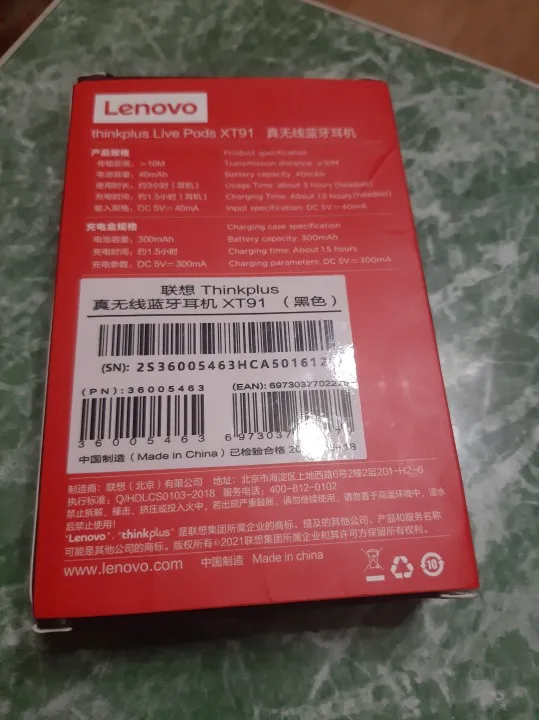 Lenovo
thinkplus Live Pods XT91 真无线蓝牙耳机
产品规格 Product specification
传输距离：>10M Transmission distance: >10M
电池容量：40mAh Battery capacity: 40mAh
使用时长：约3小时（耳机） Usage Time: about 3 hours (headset)
充电时间：约1.5小时（耳机） Charging Time: About 1.5 hours (headset)
输入规格：DC 5V⎓40mA Input specification: DC 5V⎓40mA
充电盒规格 Charging case specification
电池容量：300mAh Battery capacity: 300mAh
充电时间：约1.5小时 Charging time: About 1.5 hours
充电参数：DC 5V⎓300mA Charging parameters: DC 5V⎓300mA
联想 Thinkplus
真无线蓝牙耳机 XT91 （黑色）
(SN): 2S36005463HCA501612
(PN):36005463 (EAN): 69730377022
36005463 6973037
中国制造（Made in China）已检验合格
制造商：联想（北京）有限公司 地址：北京市海淀区上地西路6号2幢2层201-H2-6
执行标准：Q/HDLCS0103-2018 服务电话：400-812-0102
禁止拆解、撞击、挤压或投入火中。若出现严重鼓胀，请勿继续使用，请勿置于高温环境中，浸水
后禁止使用！
"Lenovo"，"thinkplus" 是联想集团所属企业的商标，提及的其他公司、产品和服务名称
可能是其他公司的商标。版权所有©2021联想集团所属企业和其许可方保留所有权利。
www.lenovo.com 中国制造 Made in china
10